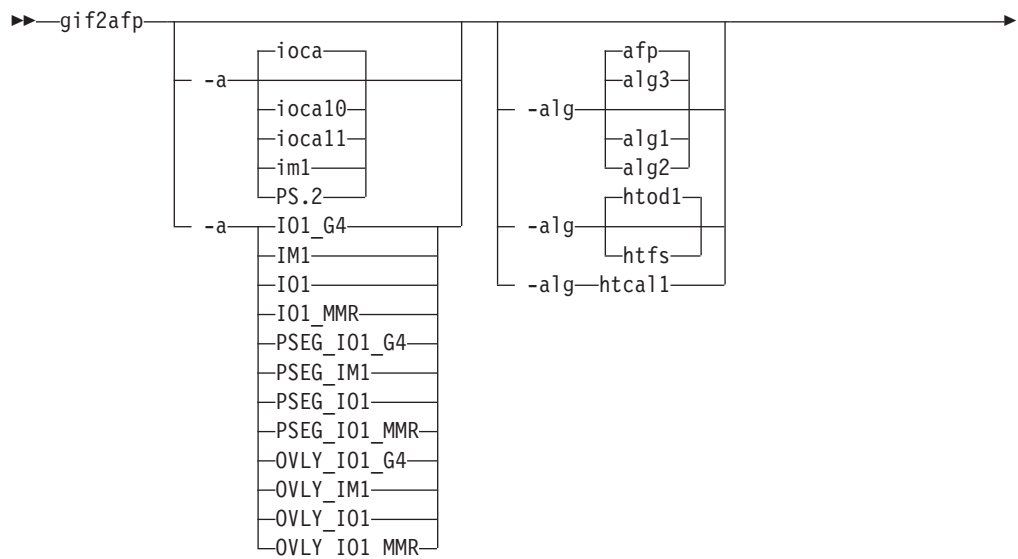 gif2afp
-a
ioca
ioca10
ioca11
im1
PS.2
-a
IO1_G4
IM1
IO1
IO1_MMR
PSEG_IO1_G4
PSEG_IM1
PSEG_IO1
PSEG_IO1_MMR
OVLY_IO1_G4
OVLY_IM1
OVLY_IO1
OVLY_IO1_MMR
-alg
afp
alg3
alg1
alg2
-alg
htod1
htfs
-alg
htcal1